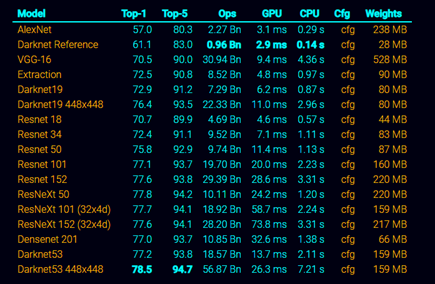 Model Top-1 Top-5 Ops GPU CPU Cfg Weights
AlexNet 57.0 80.3 2.27 Bn 3.1 ms 0.29 s cfg 238 MB
Darknet Reference 61.1 83.0 0.96 Bn 2.9 ms 0.14 s cfg 28 MB
VGG-16 70.5 90.0 30.94 Bn 9.4 ms 4.36 s cfg 528 MB
Extraction 72.5 90.8 8.52 Bn 4.8 ms 0.97 s cfg 90 MB
Darknet19 72.9 91.2 7.29 Bn 6.2 ms 0.87 s cfg 80 MB
Darknet19 448x448 76.4 93.5 22.33 Bn 11.0 ms 2.96 s cfg 80 MB
Resnet 18 70.7 89.9 4.69 Bn 4.6 ms 0.57 s cfg 44 MB
Resnet 34 72.4 91.1 9.52 Bn 7.1 ms 1.11 s cfg 83 MB
Resnet 50 75.8 92.9 9.74 Bn 11.4 ms 1.13 s cfg 87 MB
Resnet 101 77.1 93.7 19.70 Bn 20.0 ms 2.23 s cfg 160 MB
Resnet 152 77.6 93.8 29.39 Bn 28.6 ms 3.31 s cfg 220 MB
ResNeXt 50 77.8 94.2 10.11 Bn 24.2 ms 1.20 s cfg 220 MB
ResNeXt 101 (32x4d) 77.7 94.1 18.92 Bn 58.7 ms 2.24 s cfg 159 MB
ResNeXt 152 (32x4d) 77.6 94.1 28.20 Bn 73.8 ms 3.31 s cfg 217 MB
Densenet 201 77.0 93.7 10.85 Bn 32.6 ms 1.38 s cfg 66 MB
Darknet53 77.2 93.8 18.57 Bn 13.7 ms 2.11 s cfg 159 MB
Darknet53 448x448 78.5 94.7 56.87 Bn 26.3 ms 7.21 s cfg 159 MB